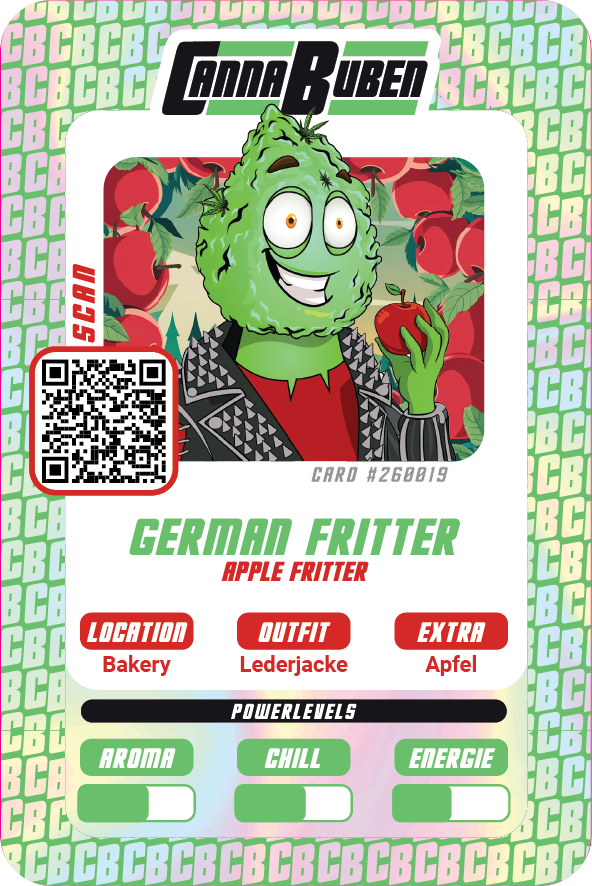 CANNABUBEN
SCAN
CARD #260019
GERMAN FRITTER
APPLE FRITTER
LOCATION OUTFIT EXTRA
Bakery Lederjacke Apfel
POWERLEVELS
AROMA CHILL ENERGIE